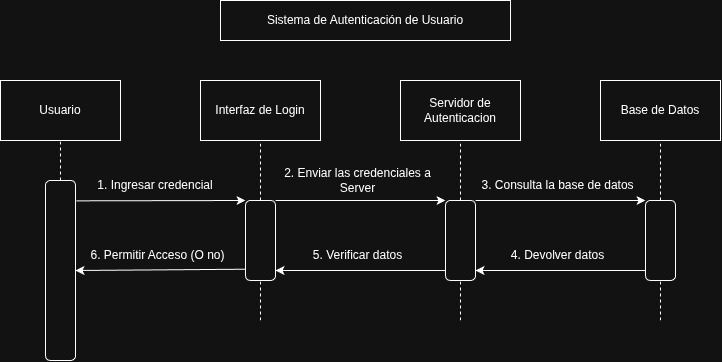 Sistema de Autenticación de Usuario
Usuario
Interfaz de Login
Servidor de
Autenticacion
Base de Datos
1. Ingresar credencial
2. Enviar las credenciales a
Server
3. Consulta la base de datos
6. Permitir Acceso (O no)
5. Verificar datos
4. Devolver datos